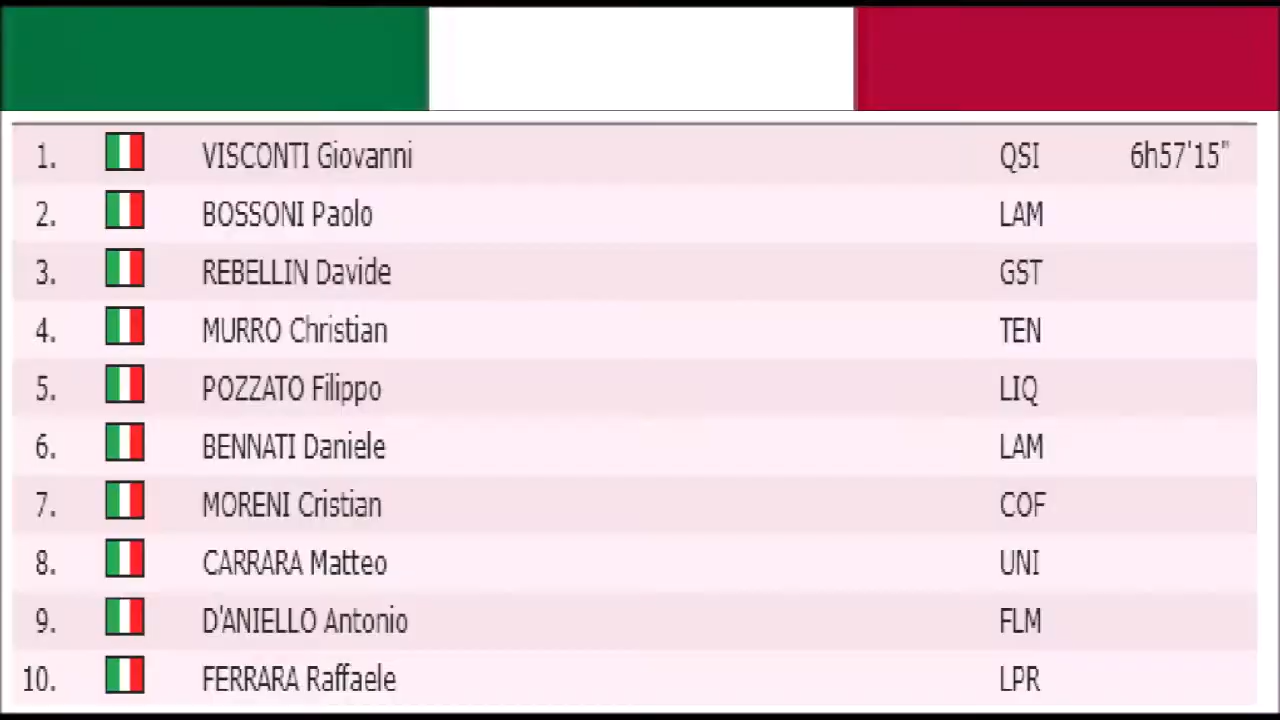 1. VISCONTI Giovanni QSI 6h57'15"
2. BOSSONI Paolo LAM
3. REBELLIN Davide GST
4. MURRO Christian TEN
5. POZZATO Filippo LIQ
6. BENNATI Daniele LAM
7. MORENI Cristian COF
8. CARRARA Matteo UNI
9. D'ANIELLO Antonio FLM
10. FERRARA Raffaele LPR